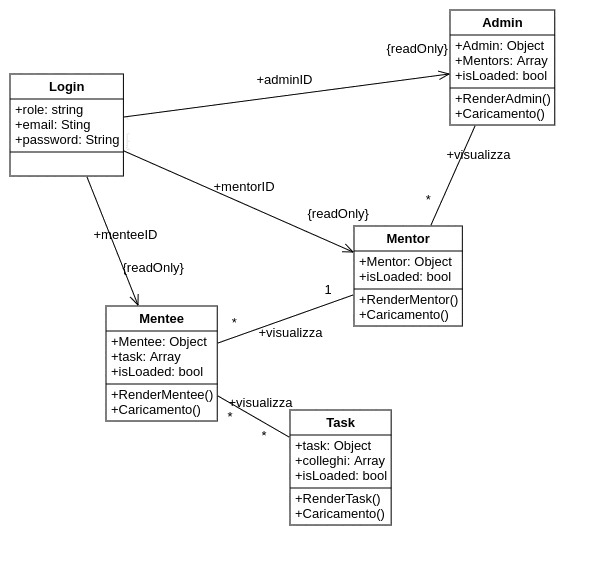 Admin
+Admin: Object
+Mentors: Array
+isLoaded: bool
+RenderAdmin()
+Caricamento()
{readOnly}
+adminID
Login
+role: string
+email: Sting
+password: String
+visualizza
*
+mentorID
{readOnly}
+menteeID
{readOnly}
Mentor
+Mentor: Object
+isLoaded: bool
+RenderMentor()
+Caricamento()
1
*
+visualizza
Mentee
+Mentee: Object
+task: Array
+isLoaded: bool
+RenderMentee()
+Caricamento()
+visualizza
*
*
Task
+task: Object
+colleghi: Array
+isLoaded: bool
+RenderTask()
+Caricamento()